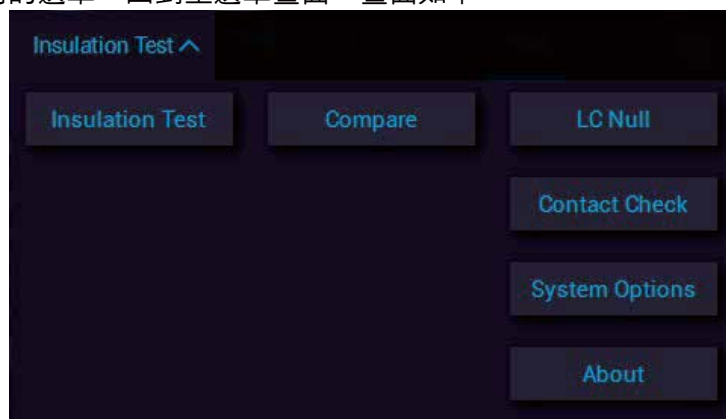 Insulation Test
Insulation Test Compare LC Null
Contact Check
System Options
About